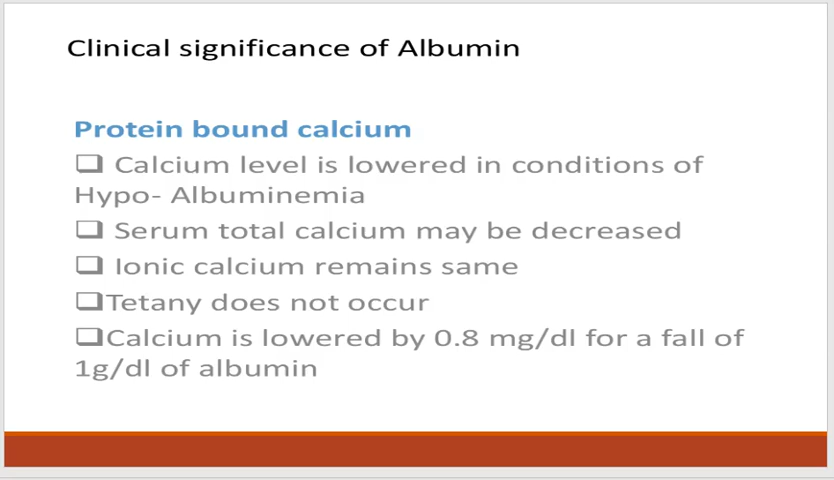 Clinical significance of Albumin
Protein bound calcium
❑ Calcium level is lowered in conditions of
Hypo- Albuminemia
❑ Serum total calcium may be decreased
❑ Ionic calcium remains same
❑Tetany does not occur
❑Calcium is lowered by 0.8 mg/dl for a fall of
1g/dl of albumin